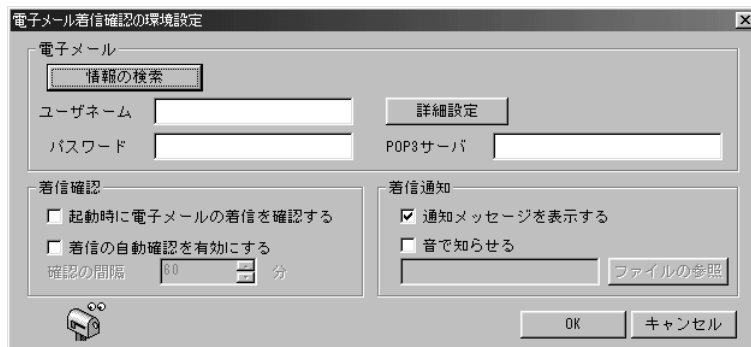 電子メール着信確認の環境設定
電子メール
情報の検索
ユーザネーム
詳細設定
パスワード
POP3サーバ
着信確認
起動時に電子メールの着信を確認する
着信の自動確認を有効にする
確認の間隔 60 分
着信通知
通知メッセージを表示する
音で知らせる
ファイルの参照
OK
キャンセル